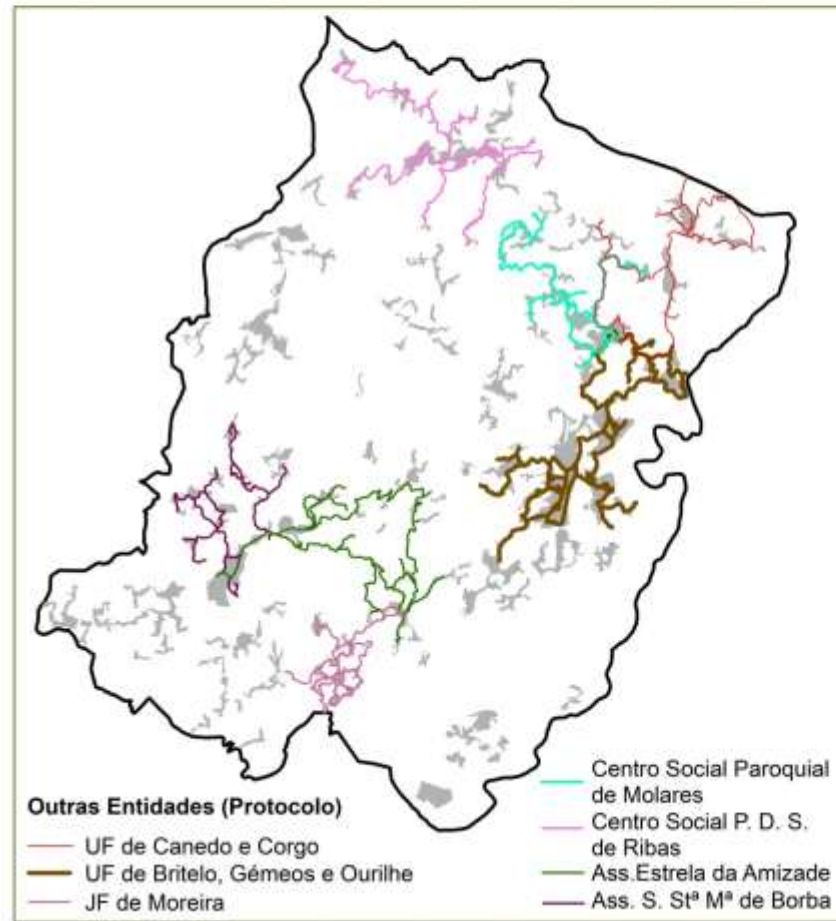 Outras Entidades (Protocolo)
UF de Canedo e Corgo
UF de Britelo, Gémeos e Ourilhe
JF de Moreira
Centro Social Paroquial
de Molares
Centro Social P. D. S.
de Ribas
Ass.Estrela da Amizade
Ass. S. Stª Mª de Borba